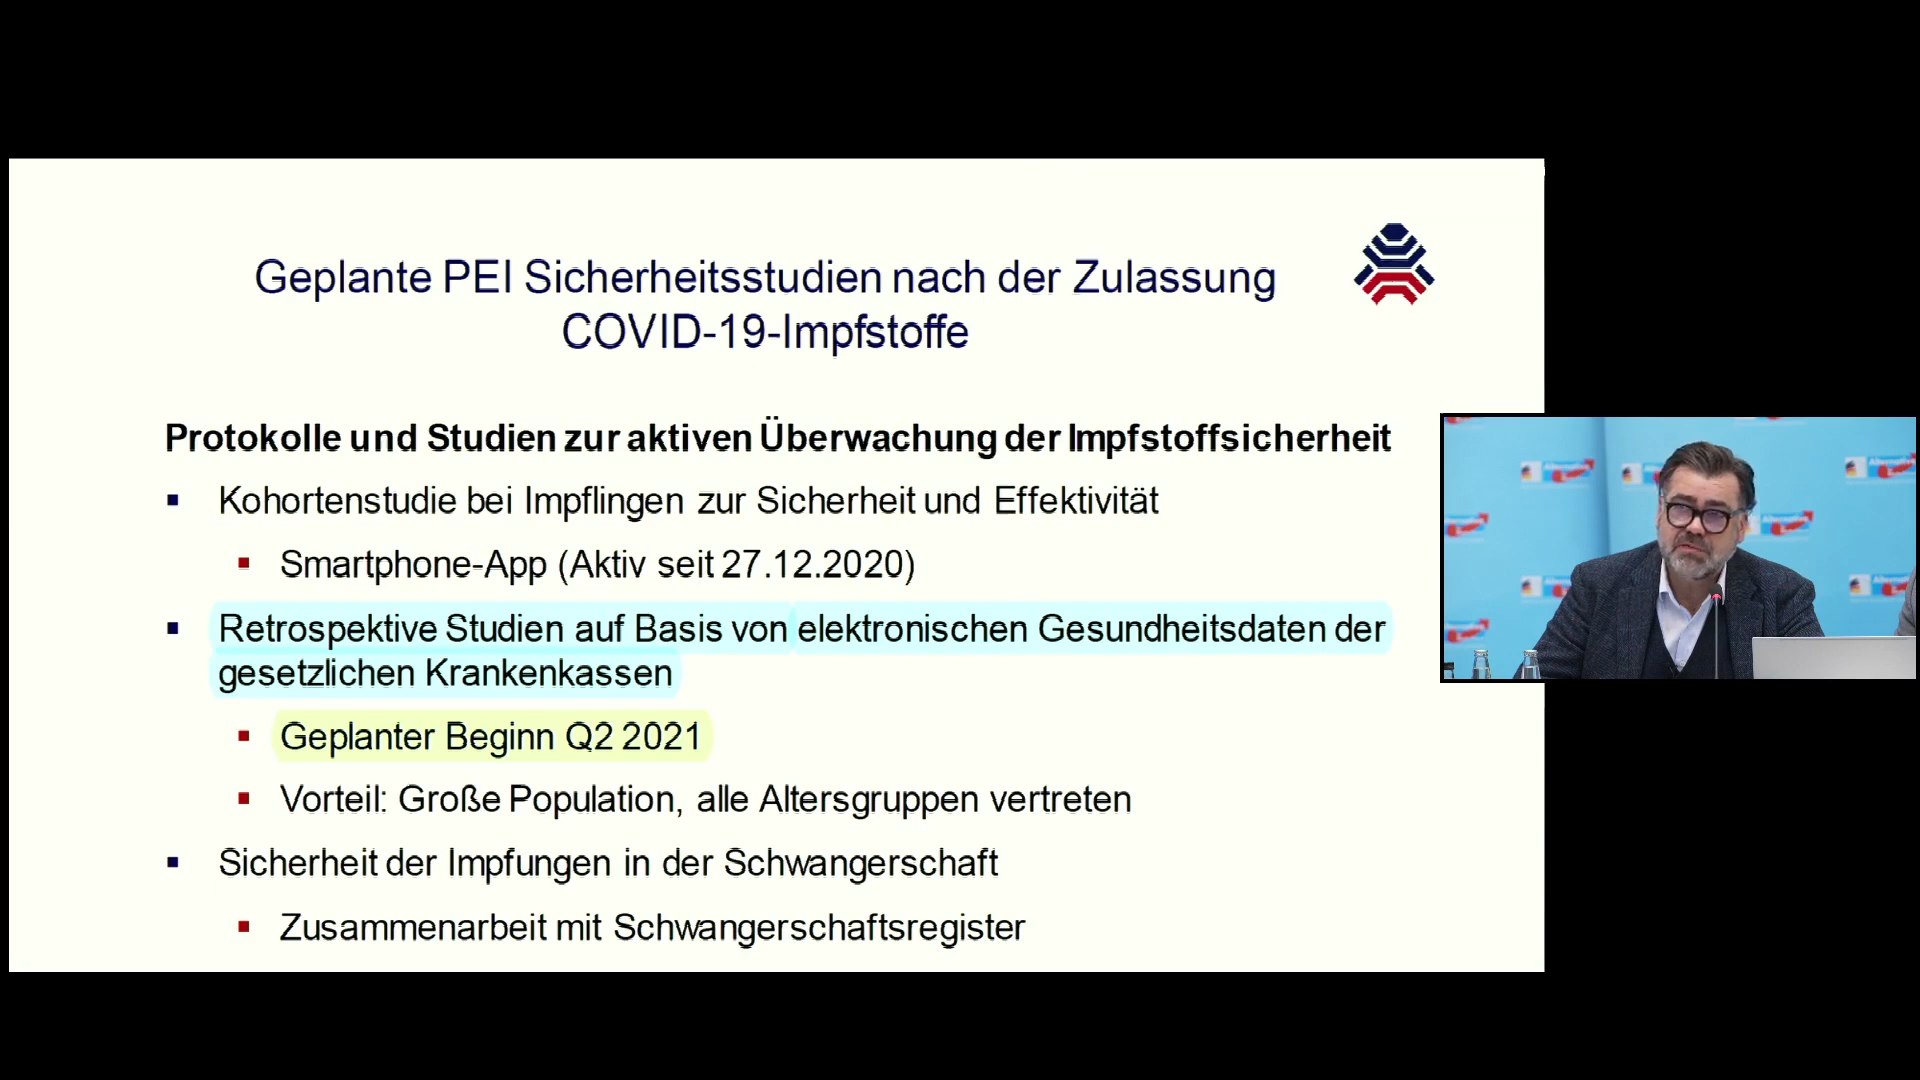 Geplante PEI Sicherheitsstudien nach der Zulassung
COVID-19-Impfstoffe
Protokolle und Studien zur aktiven Überwachung der Impfstoffsicherheit
Kohortenstudie bei Impflingen zur Sicherheit und Effektivität
Smartphone-App (Aktiv seit 27.12.2020)
Retrospektive Studien auf Basis von elektronischen Gesundheitsdaten der
gesetzlichen Krankenkassen
Geplanter Beginn Q2 2021
Vorteil: Große Population, alle Altersgruppen vertreten
Sicherheit der Impfungen in der Schwangerschaft
Zusammenarbeit mit Schwangerschaftsregister